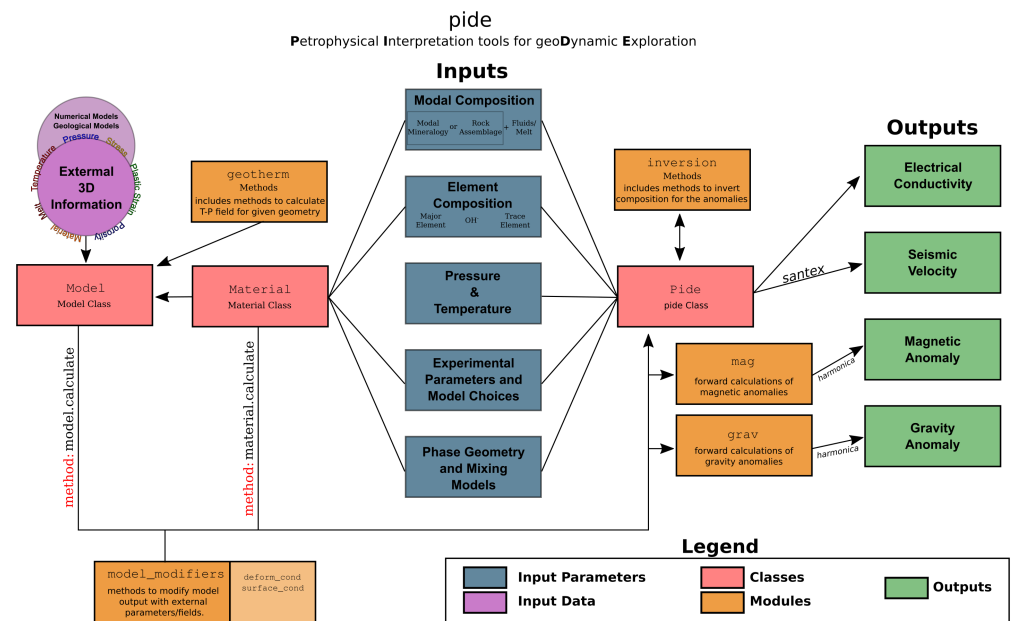 pide
Petrophysical Interpretation tools for geoDynamic Exploration
Inputs
Outputs
Numerical Models
Geological Models
Temperature
Pressure
Stress
Plastic Strain
Porosity
Material
Melt
Extermal
3D
Information
geotherm
Methods
includes methods to calculate
T-P field for given geometry
Model
Model Class
Material
Material Class
Modal Composition
Modal
Mineralogy
or
Rock
Assemblage
+
Fluids/
Melt
Element
Composition
Major
Element
OH-
Trace
Element
Pressure
&
Temperature
Experimental
Parameters and
Model Choices
Phase Geometry
and Mixing
Models
inversion
Methods
includes methods to invert
composition for the anomalies
Pide
pide Class
santex
mag
forward calculations of
magnetic anomalies
harmonica
grav
forward calculations of
gravity anomalies
harmonica
Electrical
Conductivity
Seismic
Velocity
Magnetic
Anomaly
Gravity
Anomaly
method: model.calculate
method: material.calculate
model_modifiers
methods to modify model
output with external
parameters/fields.
deform_cond
surface_cond
Legend
Input Parameters
Input Data
Classes
Modules
Outputs